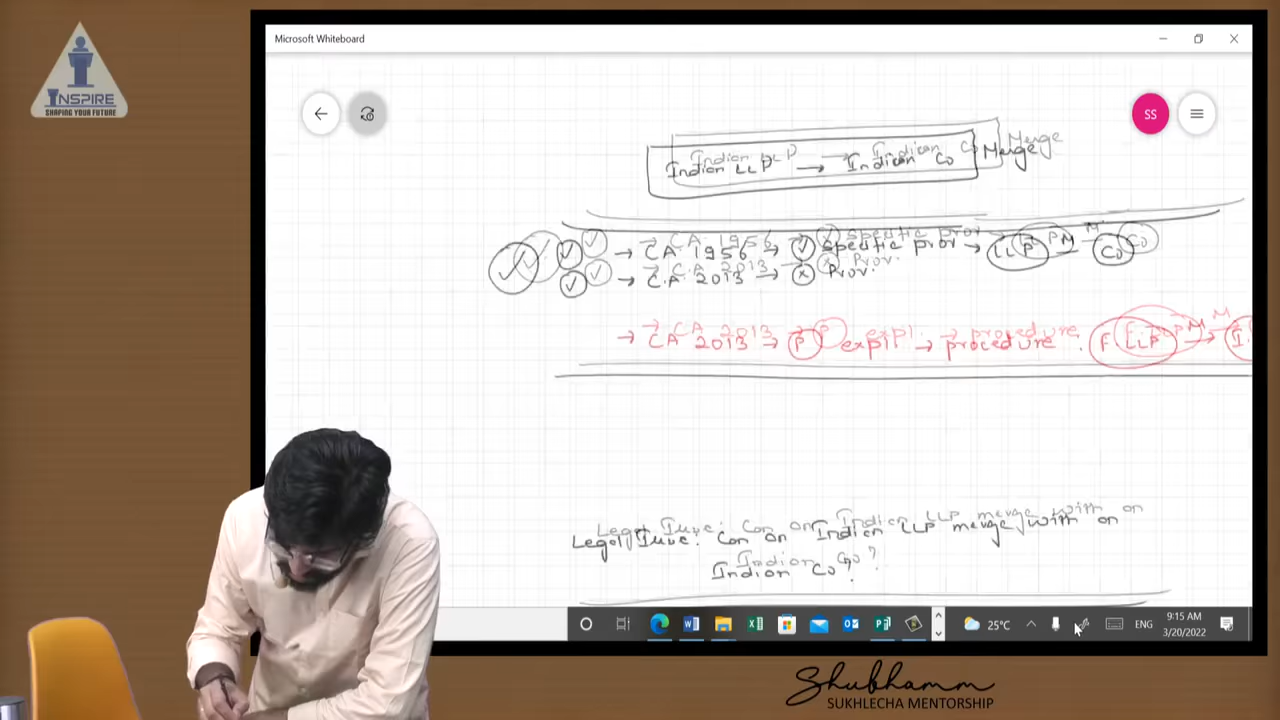 INSPIRE
SHAPING YOUR FUTURE
Microsoft Whiteboard
SS
Indian LLP → Indian Co Merge
→ CA 1956 → ✓ specific prov → LLP M→ Co
→ C.A 2013 → x Prov.
→ CA 2013 → P expl → procedure. F LLP M→ I.
Legal Issue: Can an Indian LLP merge with an
Indian Co?
25°C
ENG
9:15 AM
3/20/2022
Shubhamm
SUKHLECHA MENTORSHIP